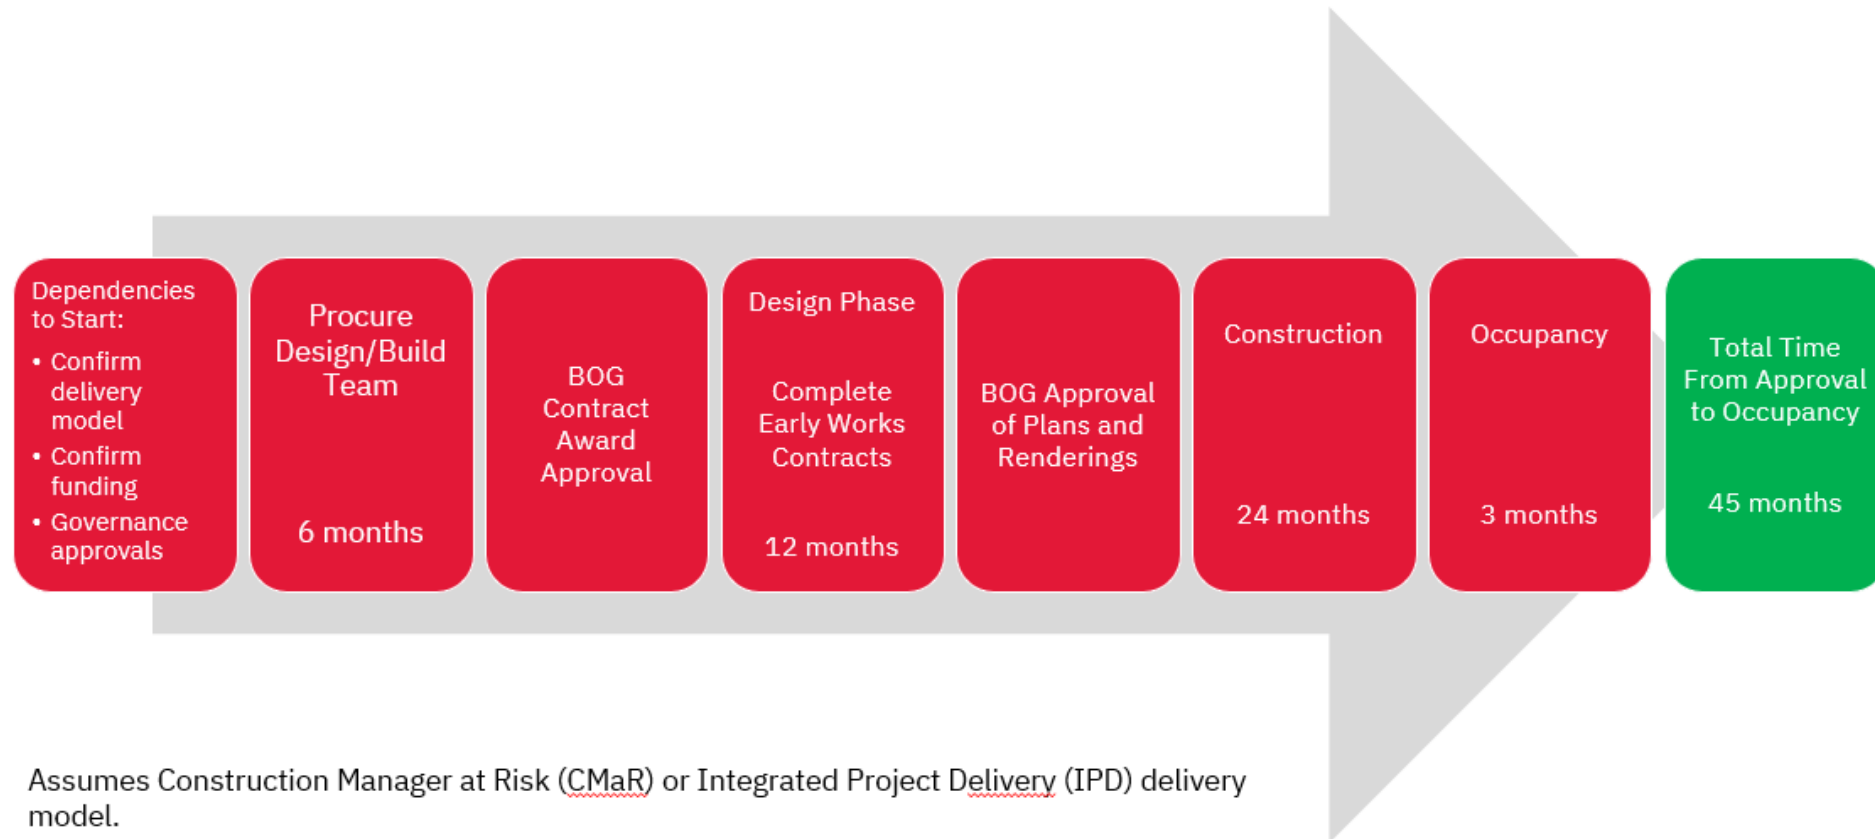 Dependencies
to Start:
• Confirm
delivery
model
• Confirm
funding
• Governance
approvals
Procure
Design/Build
Team
6 months
BOG
Contract
Award
Approval
Design Phase
Complete
Early Works
Contracts
12 months
BOG Approval
of Plans and
Renderings
Construction
24 months
Occupancy
3 months
Total Time
From Approval
to Occupancy
45 months
Assumes Construction Manager at Risk (CMaR) or Integrated Project Delivery (IPD) delivery
model.